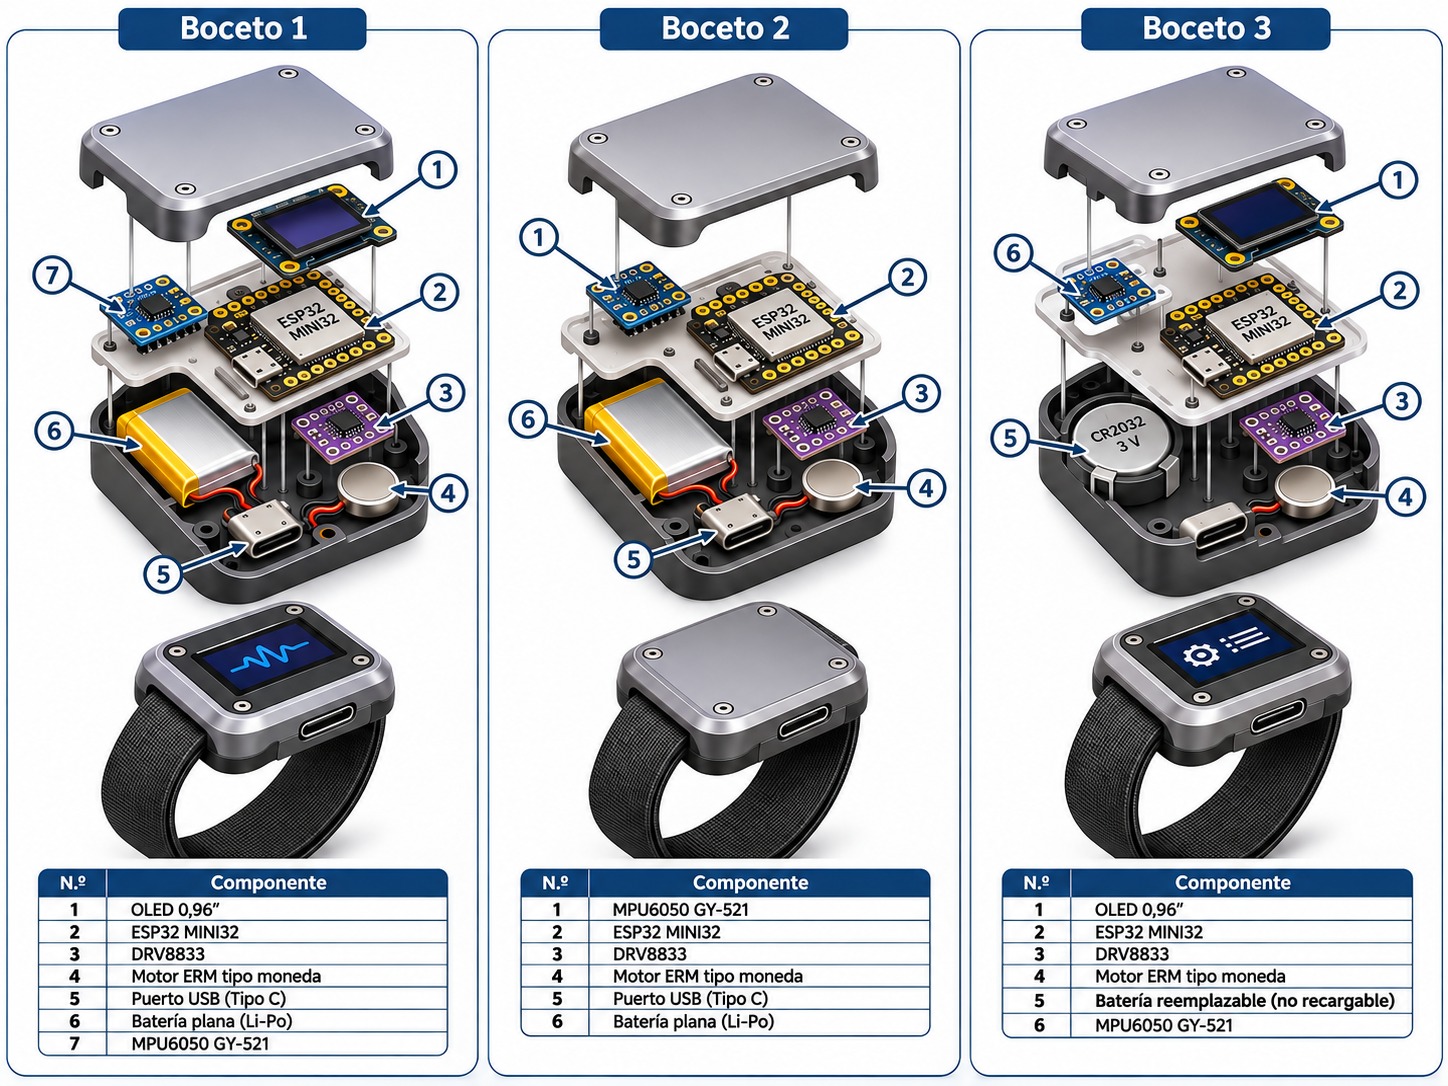 Boceto 1
1
7
ESP32
MINI32
2
3
6
4
5
N.º Componente
1 OLED 0,96”
2 ESP32 MINI32
3 DRV8833
4 Motor ERM tipo moneda
5 Puerto USB (Tipo C)
6 Batería plana (Li-Po)
7 MPU6050 GY-521
Boceto 2
1
ESP32
MINI32
2
3
6
4
5
N.º Componente
1 MPU6050 GY-521
2 ESP32 MINI32
3 DRV8833
4 Motor ERM tipo moneda
5 Puerto USB (Tipo C)
6 Batería plana (Li-Po)
Boceto 3
1
6
ESP32
MINI32
2
3
CR2032
3 V
5
4
N.º Componente
1 OLED 0,96”
2 ESP32 MINI32
3 DRV8833
4 Motor ERM tipo moneda
5 Batería reemplazable (no recargable)
6 MPU6050 GY-521